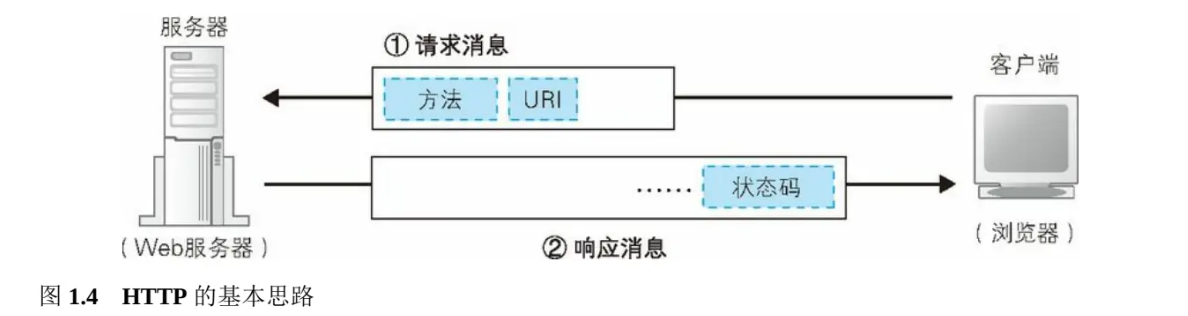 服务器
① 请求消息
客户端
方法
URI
…… 状态码
(Web服务器)
② 响应消息
(浏览器)
图 1.4 HTTP 的基本思路